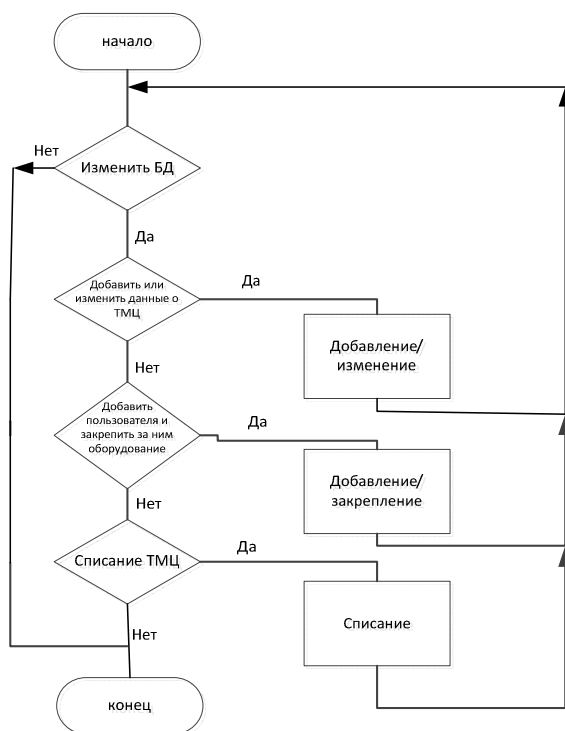 начало
Нет
Изменить БД
Да
Добавить или
изменить данные о
ТМЦ
Да
Добавление/
изменение
Нет
Добавить
пользователя и
закрепить за ним
оборудование
Да
Добавление/
закрепление
Нет
Списание ТМЦ
Да
Списание
Нет
конец